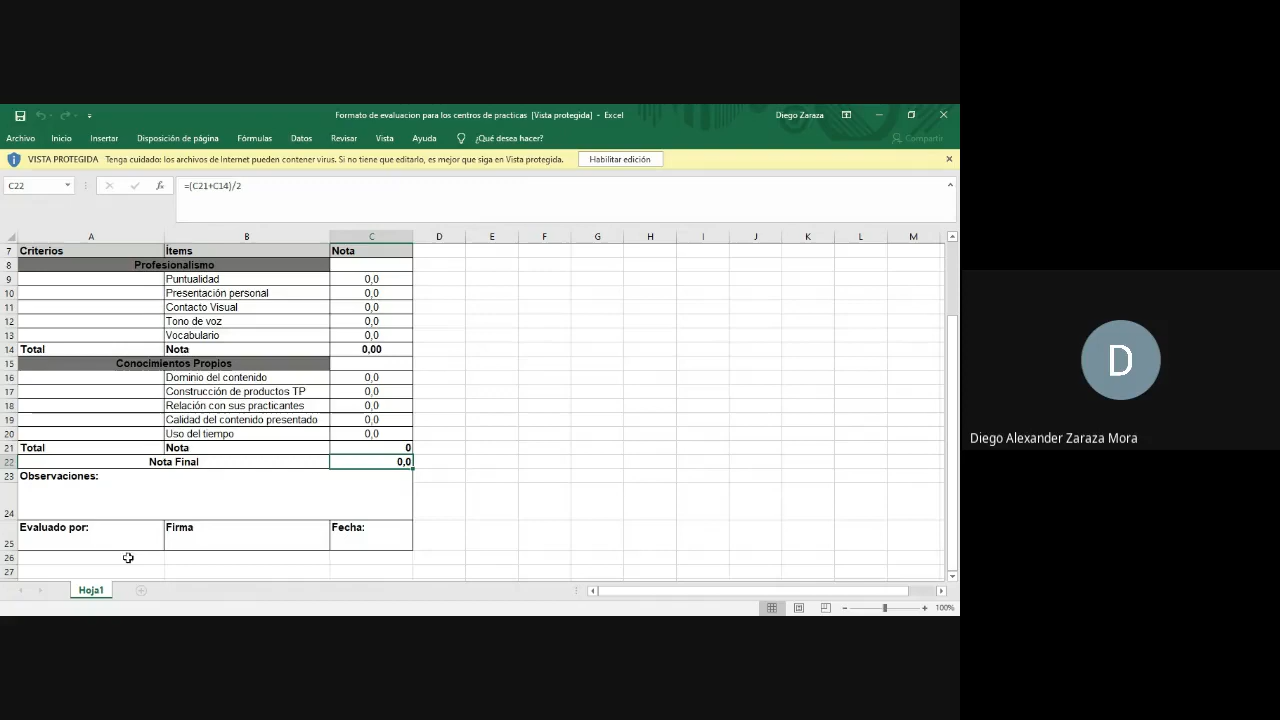 Formato de evaluacion para los centros de practicas [Vista protegida] - Excel
Diego Zaraza
Archivo Inicio Insertar Disposición de página Fórmulas Datos Revisar Vista Ayuda ¿Qué desea hacer? Compartir
VISTA PROTEGIDA Tenga cuidado: los archivos de Internet pueden contener virus. Si no tiene que editarlo, es mejor que siga en Vista protegida. Habilitar edición
C22 fx =(C21+C14)/2
A B C D E F G H I J K L M
7 Criterios Ítems Nota
8 Profesionalismo
9 Puntualidad 0,0
10 Presentación personal 0,0
11 Contacto Visual 0,0
12 Tono de voz 0,0
13 Vocabulario 0,0
14 Total Nota 0,00
15 Conocimientos Propios
16 Dominio del contenido 0,0
17 Construcción de productos TP 0,0
18 Relación con sus practicantes 0,0
19 Calidad del contenido presentado 0,0
20 Uso del tiempo 0,0
21 Total Nota 0
22 Nota Final 0,0
23 Observaciones:
24
25 Evaluado por: Firma Fecha:
26
27
Hoja1
100%
D
Diego Alexander Zaraza Mora